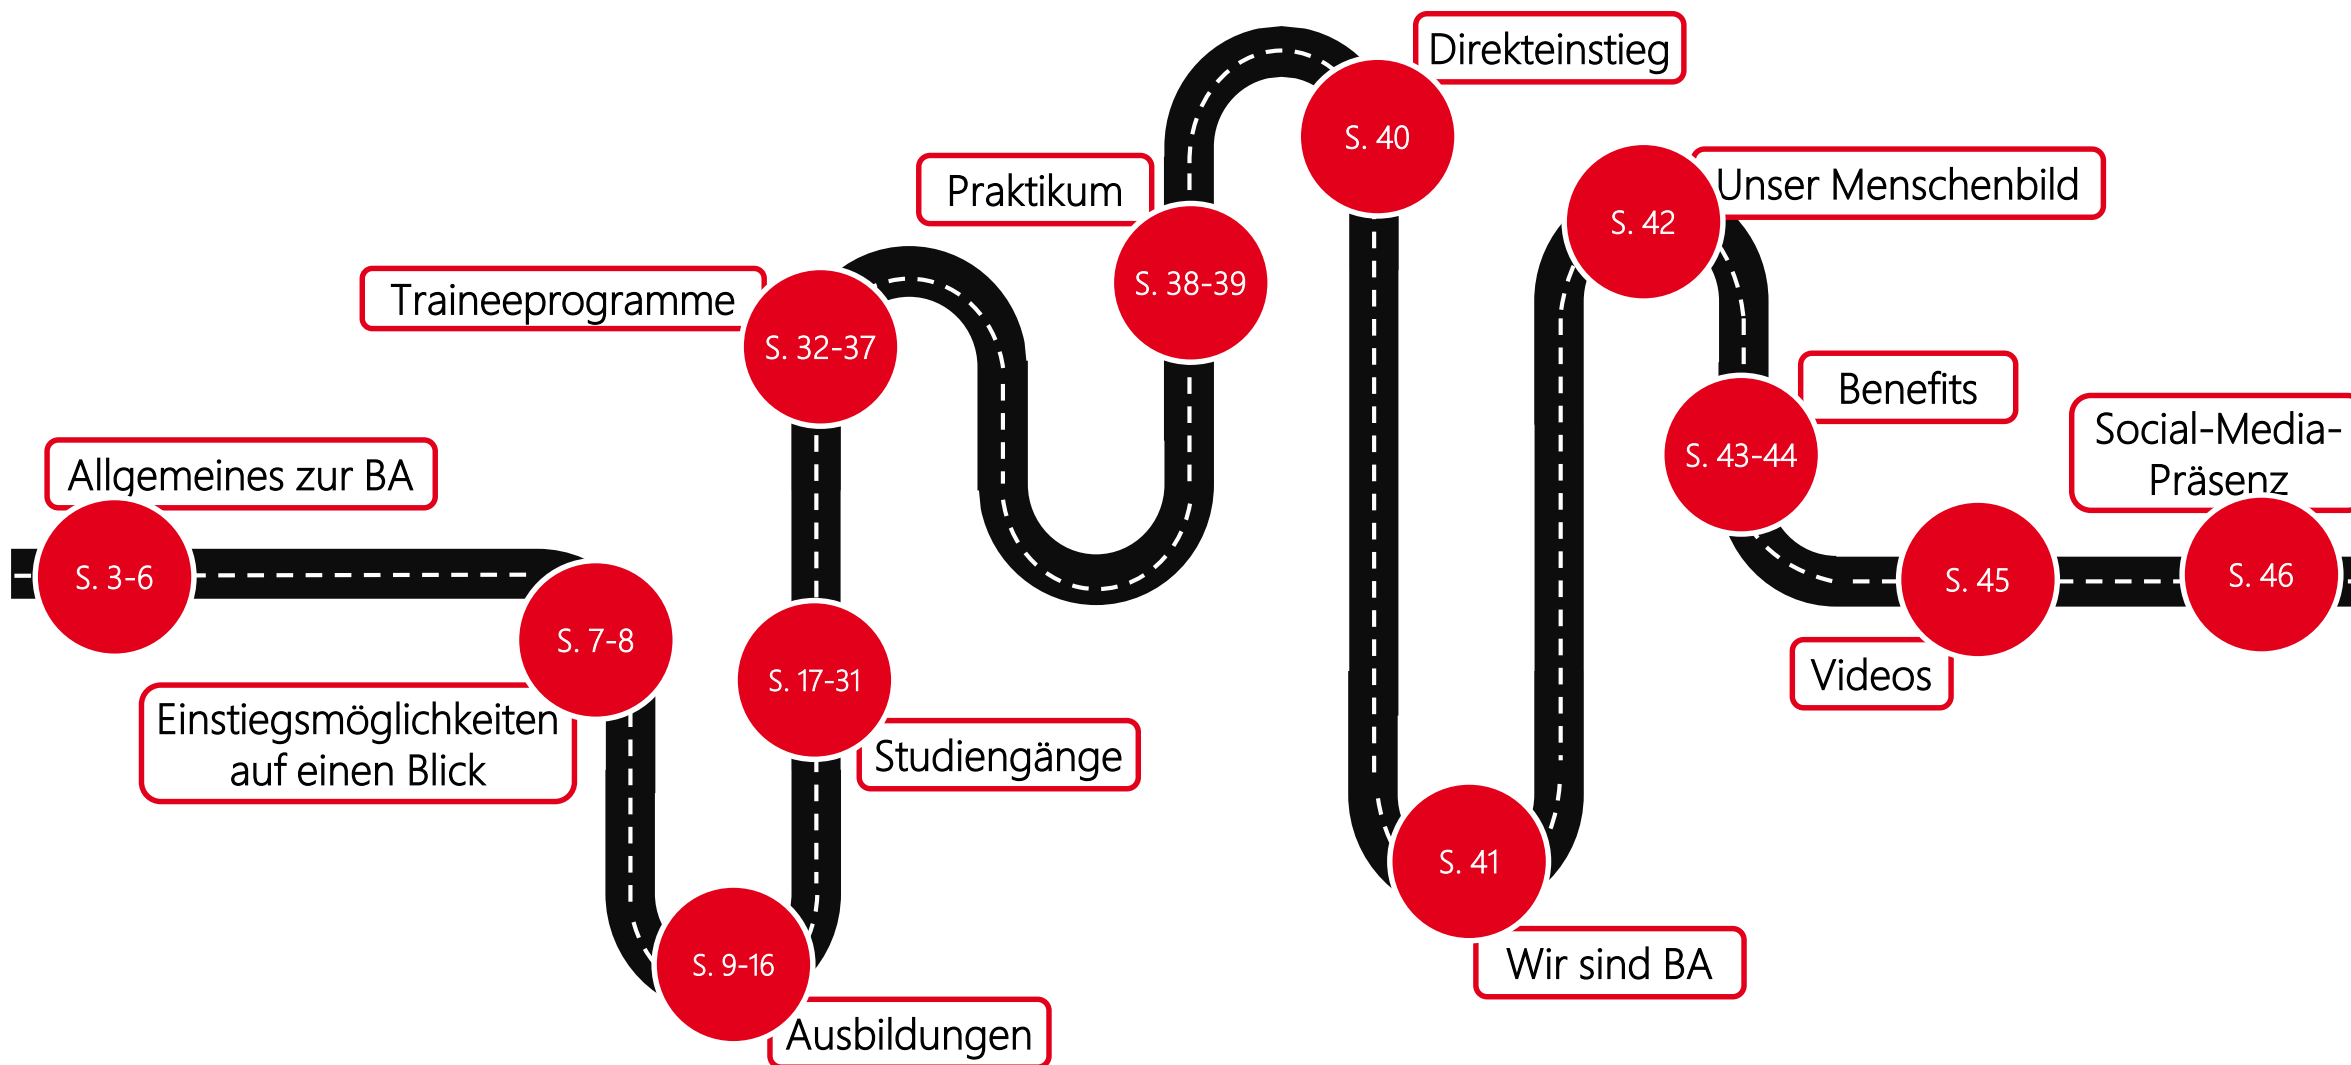 Allgemeines zur BA
S. 3-6
S. 7-8
Einstiegsmöglichkeiten
auf einen Blick
S. 9-16
Ausbildungen
S. 17-31
Studiengänge
Traineeprogramme
S. 32-37
Praktikum
S. 38-39
Direkteinstieg
S. 40
S. 41
Wir sind BA
Unser Menschenbild
S. 42
Benefits
S. 43-44
S. 45
Videos
Social-Media-
Präsenz
S. 46